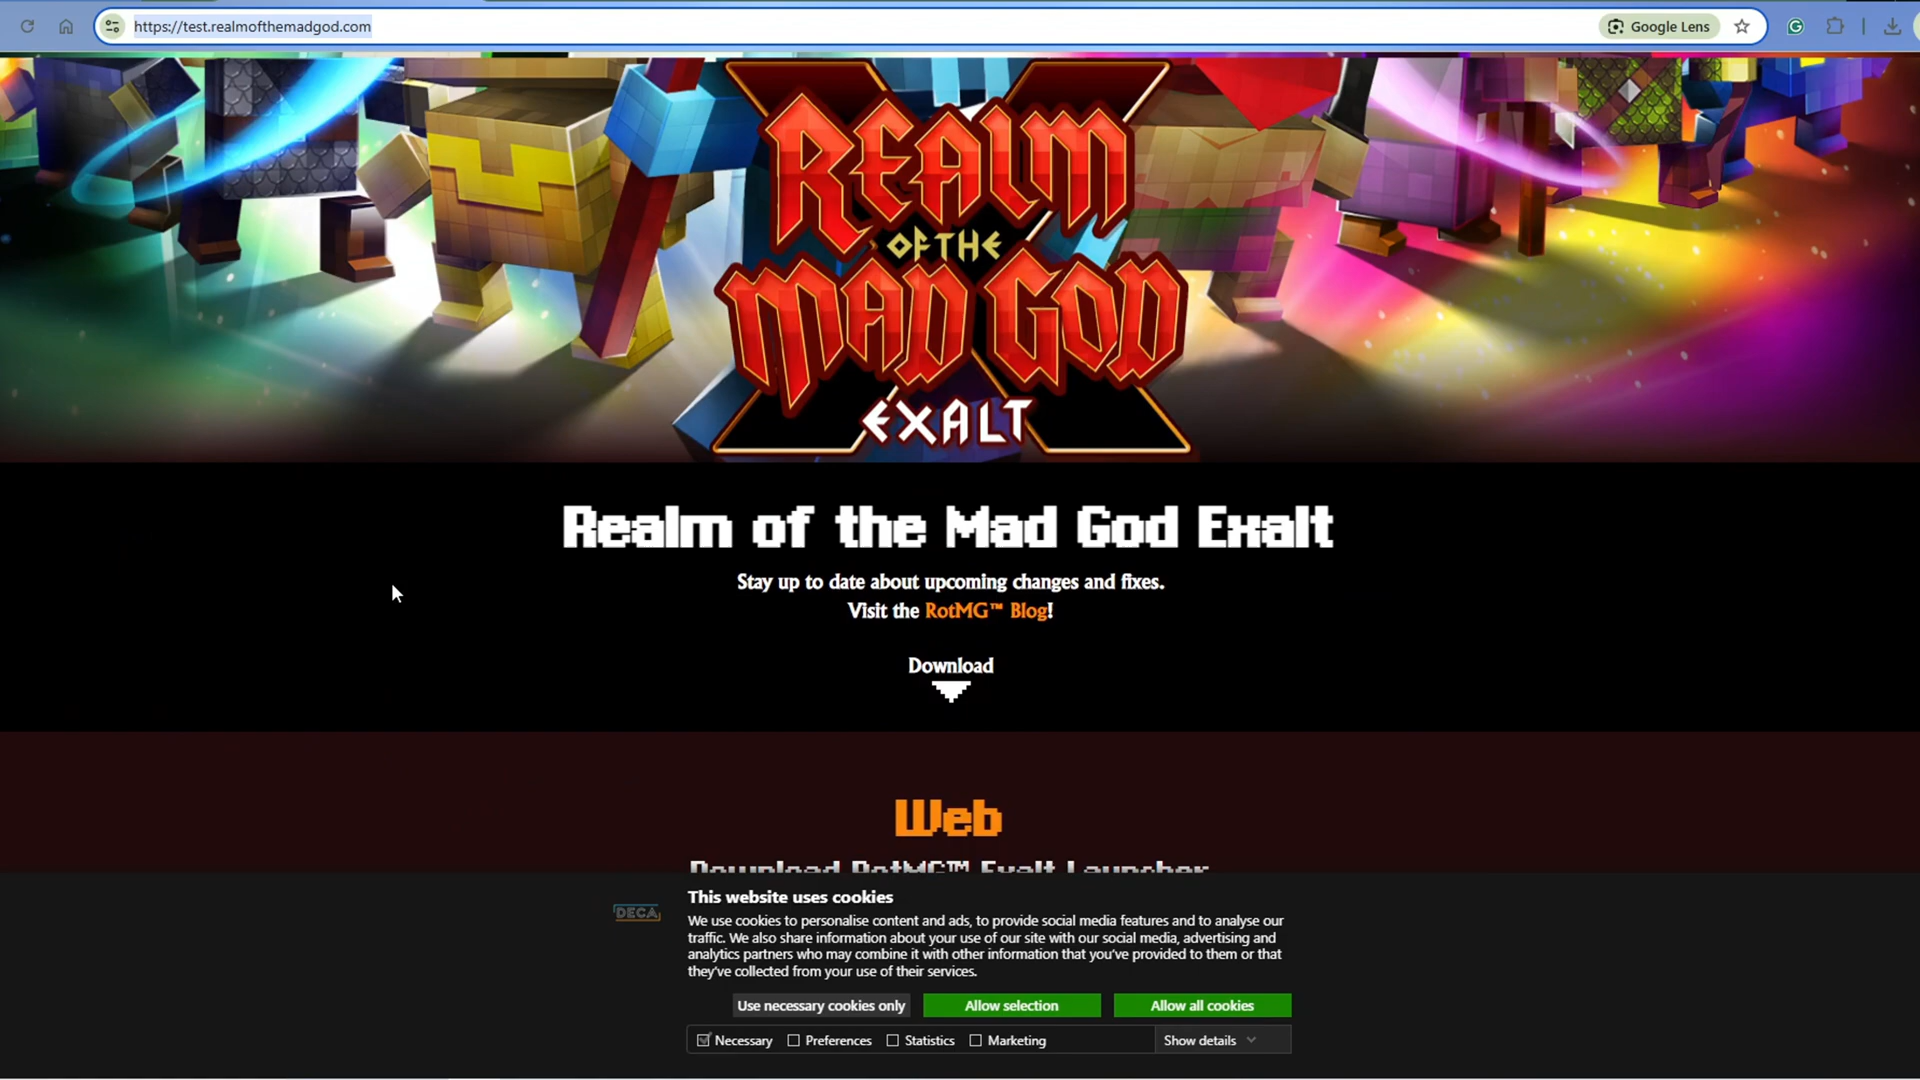 https://test.realmofthemadgod.com
Google Lens
REALM
OF THE
MAD GOD
EXALT
Realm of the Mad God Exalt
Stay up to date about upcoming changes and fixes.
Visit the RotMG™ Blog!
Download
Web
Download RotMG™ Exalt Launcher
DECA
This website uses cookies
We use cookies to personalise content and ads, to provide social media features and to analyse our
traffic. We also share information about your use of our site with our social media, advertising and
analytics partners who may combine it with other information that you've provided to them or that
they've collected from your use of their services.
Use necessary cookies only
Allow selection
Allow all cookies
Necessary
Preferences
Statistics
Marketing
Show details